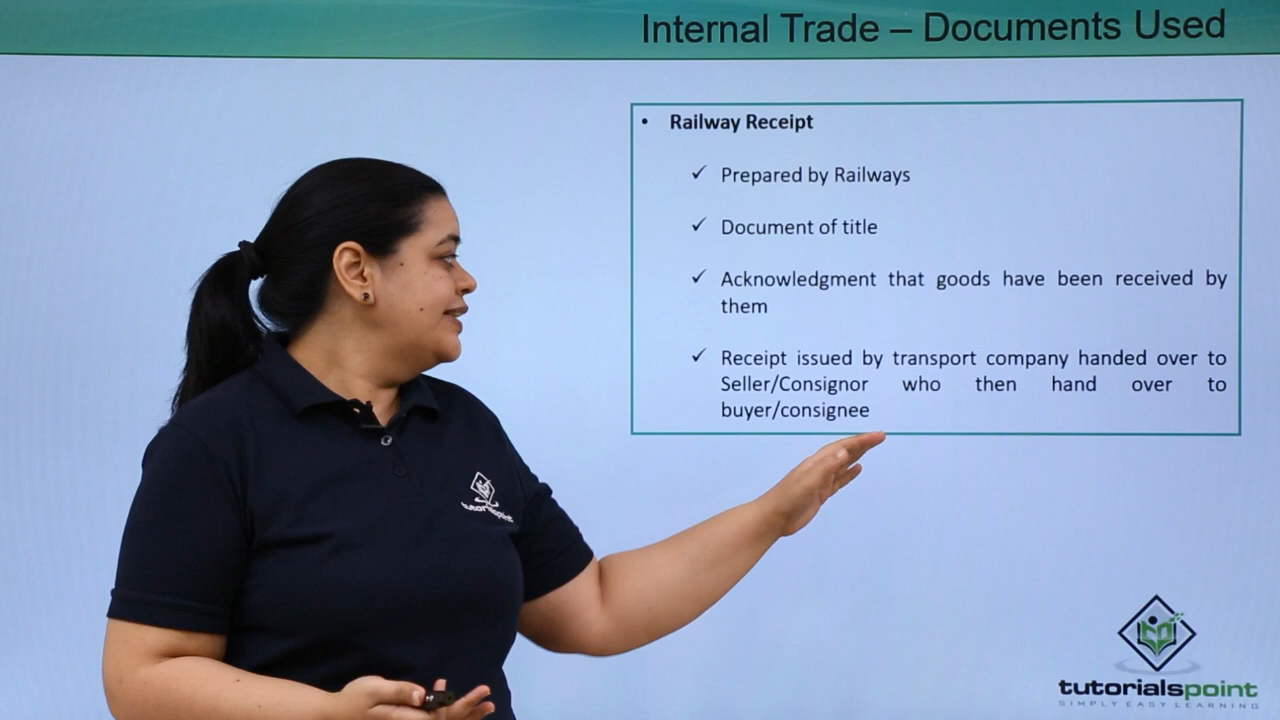 Internal Trade – Documents Used
• Railway Receipt
✓ Prepared by Railways
✓ Document of title
✓ Acknowledgment that goods have been received by
them
✓ Receipt issued by transport company handed over to
Seller/Consignor who then hand over to
buyer/consignee
tutorialspoint
tutorialspoint
SIMPLY EASY LEARNING